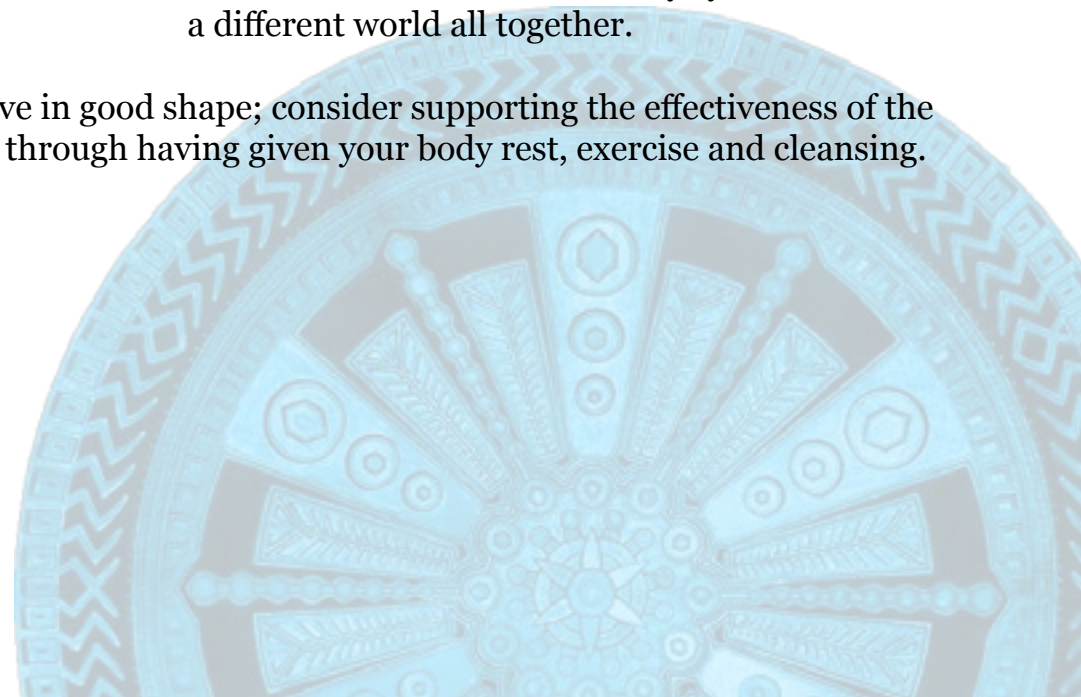 a different world all together.
ve in good shape; consider supporting the effectiveness of the
through having given your body rest, exercise and cleansing.